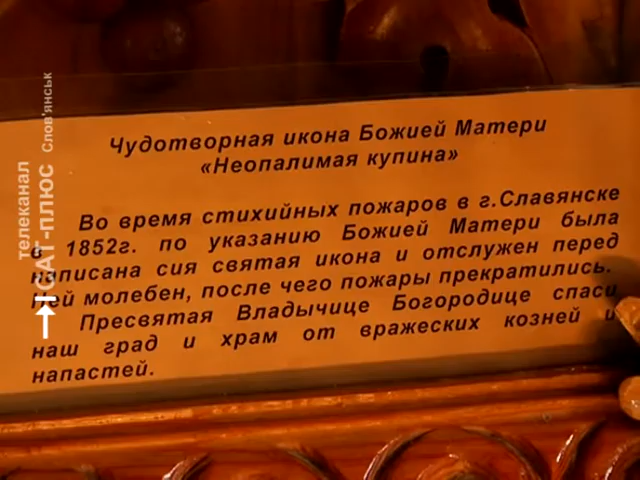 Чудотворная икона Божией Матери
«Неопалимая купина»
Во время стихийных пожаров в г.Славянске
в 1852г. по указанию Божией Матери была
написана сия святая икона и отслужен перед
Ней молебен, после чего пожары прекратились.
Пресвятая Владычице Богородице спаси
наш град и храм от вражеских козней и
напастей.
телеканал
САТ-плюс Слов'янськ